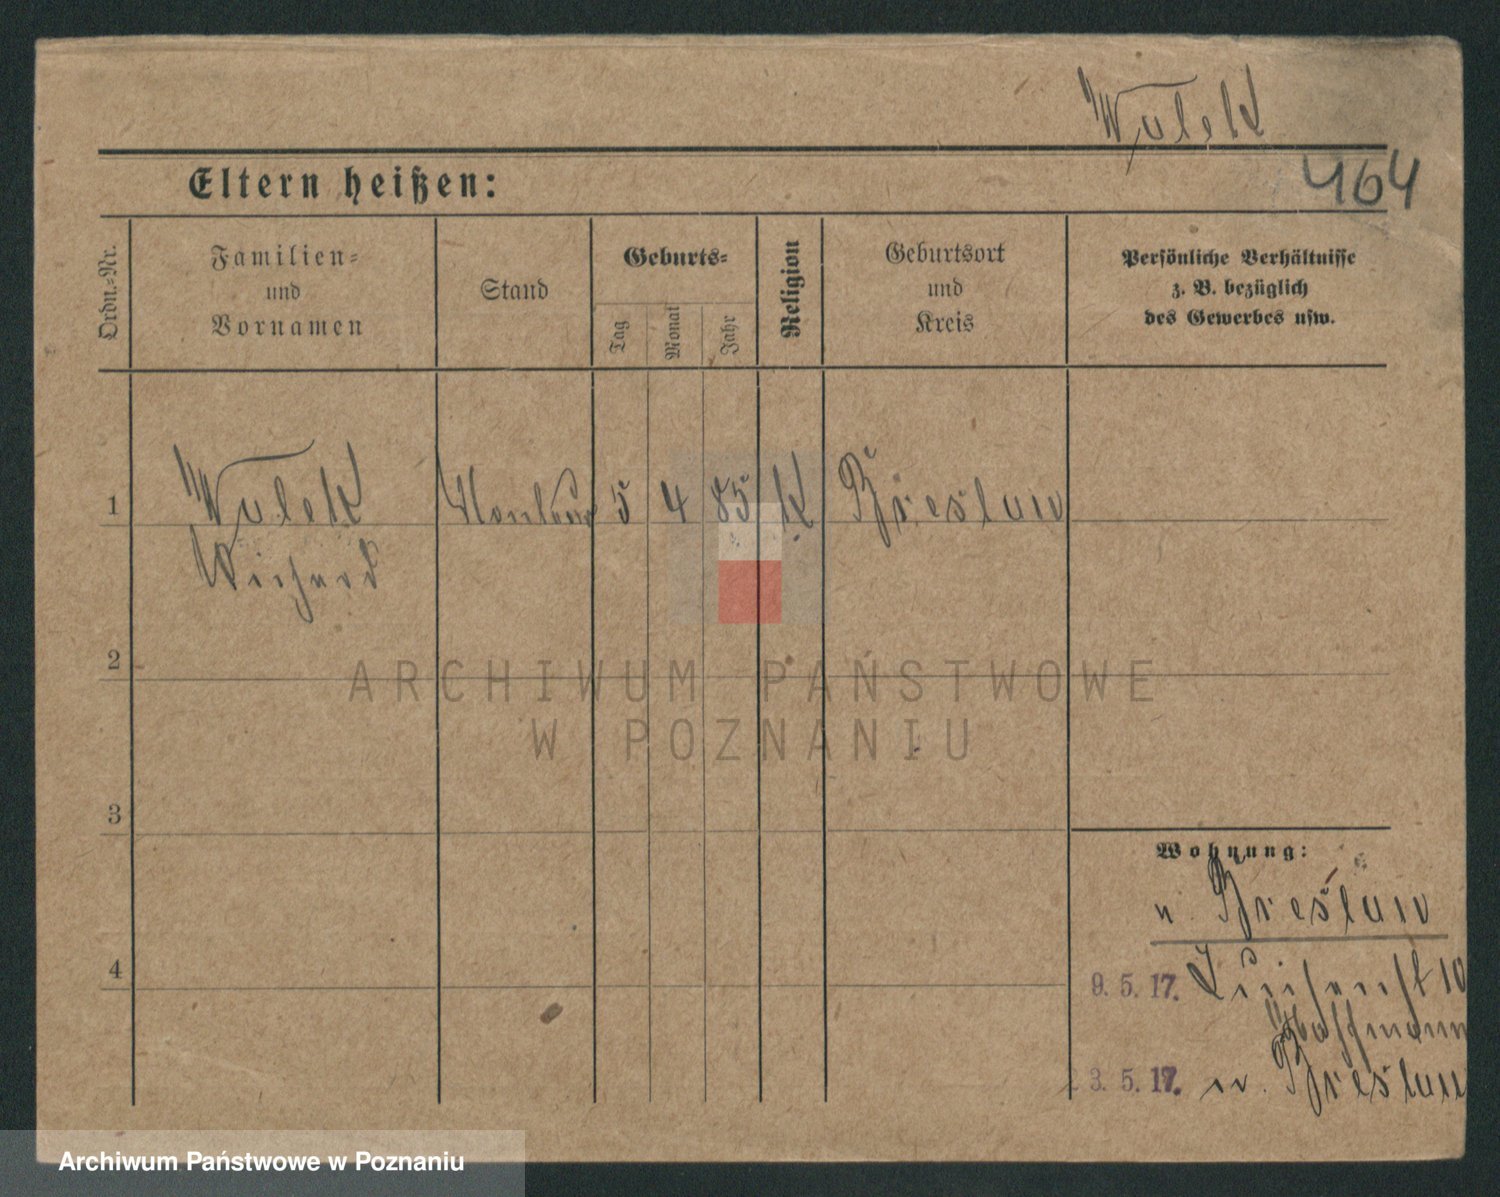 Wolek
464
Eltern heißen:
Ordn.-Nr.
Familien-
und
Vornamen
Stand
Geburts-
Tag
Monat
Jahr
Religion
Geburtsort
und
Kreis
Persönliche Verhältnisse
z. B. bezüglich
des Gewerbes usw.
1
Wolek
5
4
85
K
Breslau
Richard
2
3
4
Wohnung:
n. Breslau
9. 5. 17.
10
Hoffmann
3. 5. 17.
Breslau
ARCHIWUM PAŃSTWOWE
W POZNANIU
Archiwum Państwowe w Poznaniu